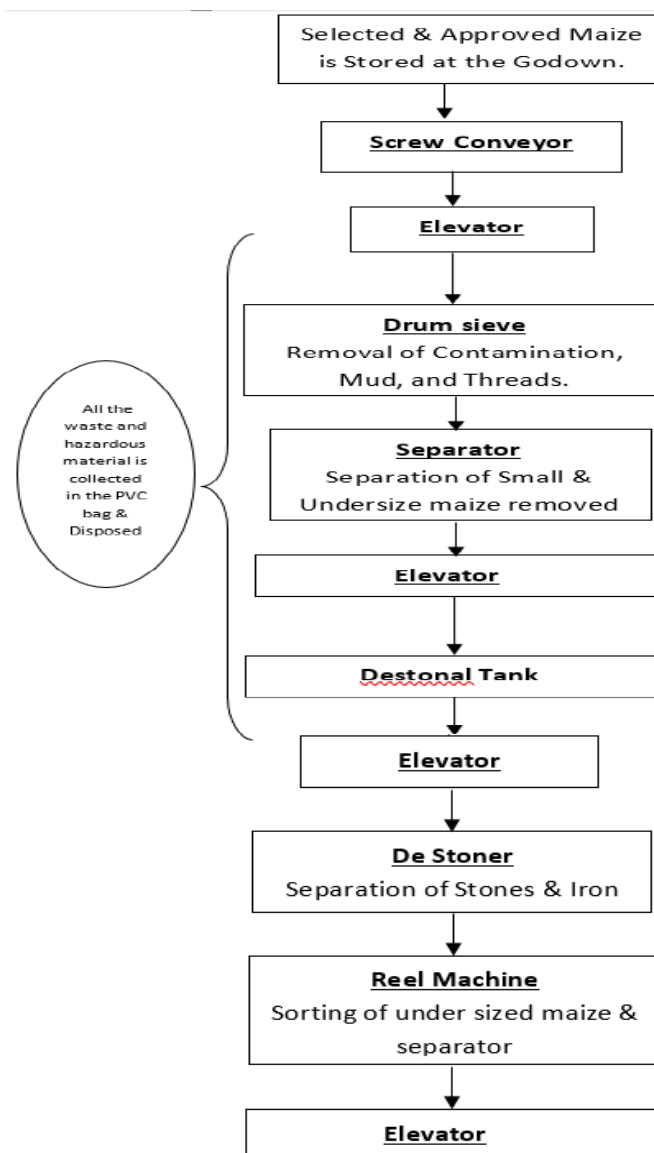 Selected & Approved Maize
is Stored at the Godown.
Screw Conveyor
Elevator
Drum sieve
Removal of Contamination,
Mud, and Threads.
All the
waste and
hazardous
material is
collected
in the PVC
bag &
Disposed
Separator
Separation of Small &
Undersize maize removed
Elevator
Destonal Tank
Elevator
De Stoner
Separation of Stones & Iron
Reel Machine
Sorting of under sized maize &
separator
Elevator